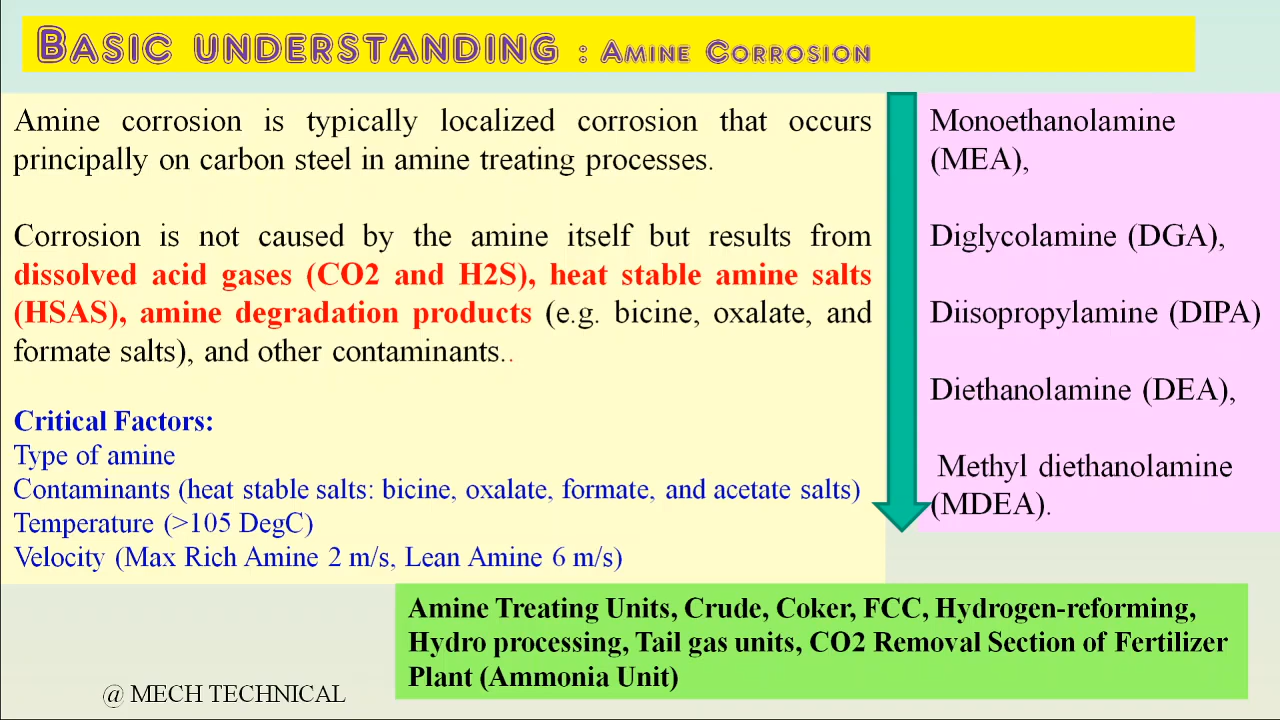 BASIC UNDERSTANDING : AMINE CORROSION
Amine corrosion is typically localized corrosion that occurs
principally on carbon steel in amine treating processes.
Corrosion is not caused by the amine itself but results from
dissolved acid gases (CO2 and H2S), heat stable amine salts
(HSAS), amine degradation products (e.g. bicine, oxalate, and
formate salts), and other contaminants..
Critical Factors:
Type of amine
Contaminants (heat stable salts: bicine, oxalate, formate, and acetate salts)
Temperature (>105 DegC)
Velocity (Max Rich Amine 2 m/s, Lean Amine 6 m/s)
Monoethanolamine
(MEA),
Diglycolamine (DGA),
Diisopropylamine (DIPA)
Diethanolamine (DEA),
Methyl diethanolamine
(MDEA).
Amine Treating Units, Crude, Coker, FCC, Hydrogen-reforming,
Hydro processing, Tail gas units, CO2 Removal Section of Fertilizer
Plant (Ammonia Unit)
@ MECH TECHNICAL